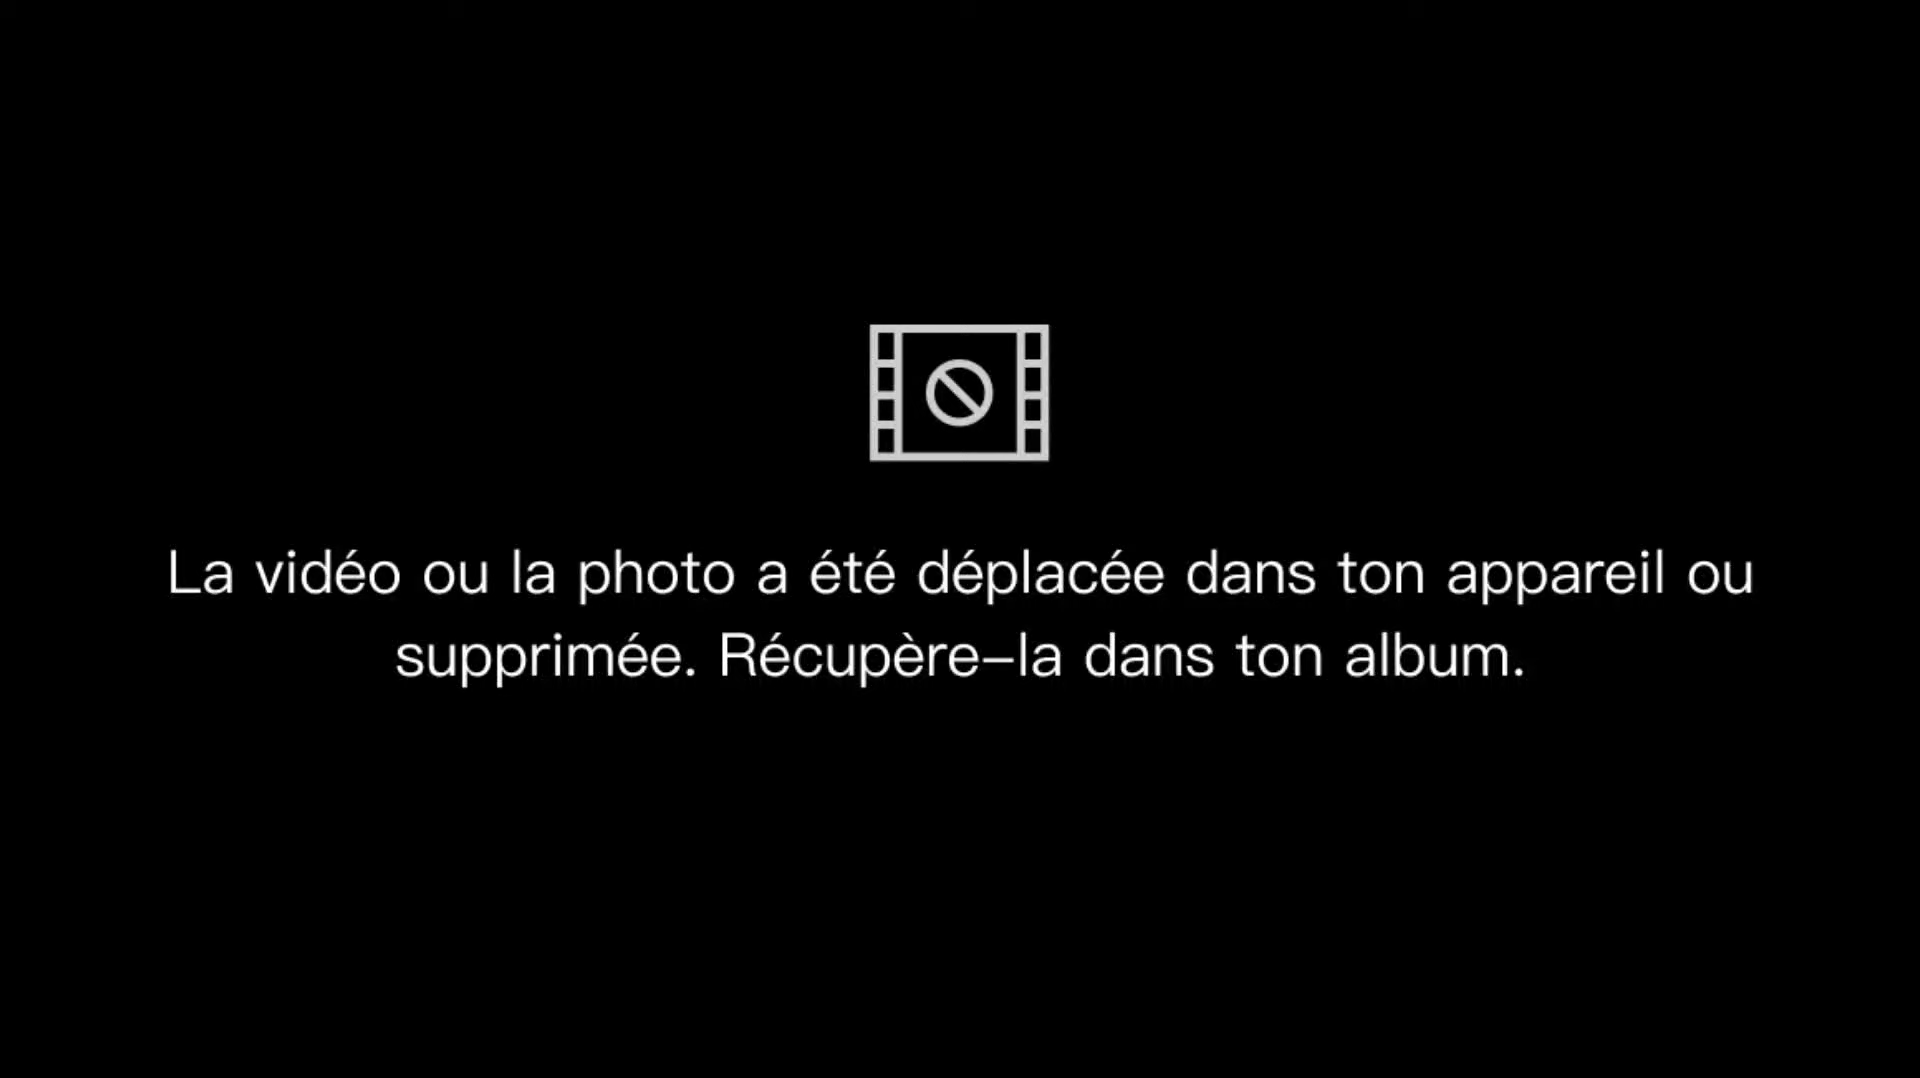 La vidéo ou la photo a été déplacée dans ton appareil ou
supprimée. Récupère–la dans ton album.